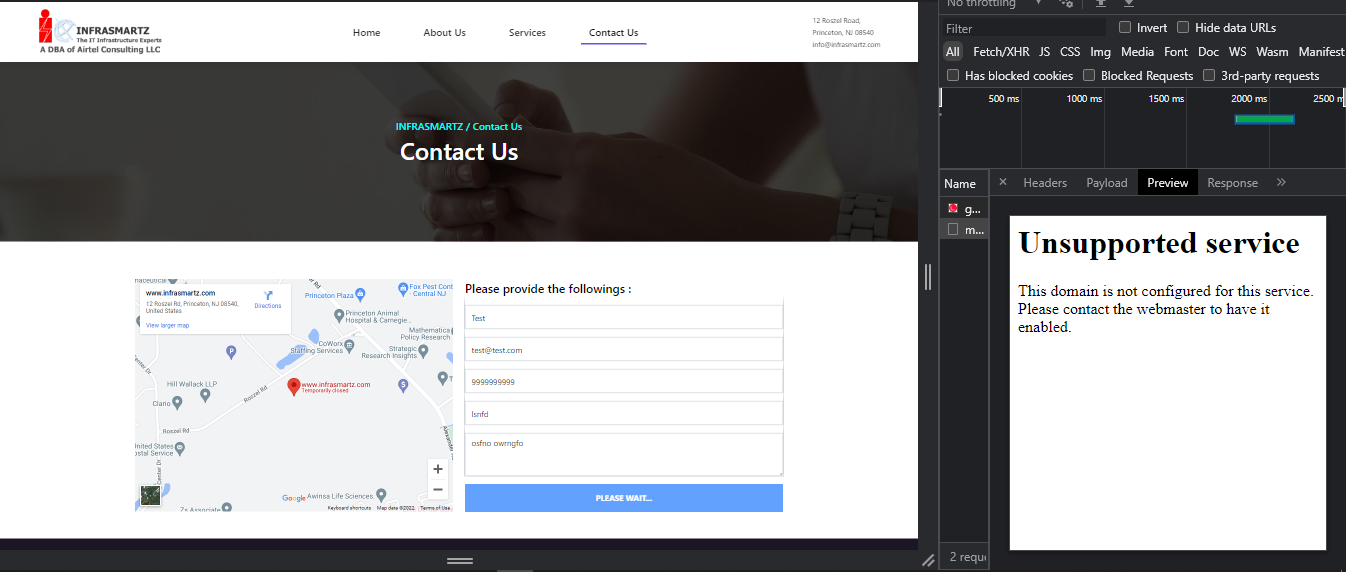 INFRASMARTZ
The IT Infrastructure Experts
A DBA of Airtel Consulting LLC
Home
About Us
Services
Contact Us
12 Roszel Road,
Princeton, NJ 08540
info@infrasmartz.com
INFRASMARTZ / Contact Us
Contact Us
www.infrasmartz.com
12 Roszel Rd, Princeton, NJ 08540,
United States
View larger map
Directions
Princeton Plaza
Fox Pest Cont
Central NJ
Princeton Animal
Hospital & Carnegie...
Mathematica
Policy Research
CoWorx
Staffing Services
Strategic
Research Insights
Hill Wallack LLP
Clario
Roszel Rd
www.infrasmartz.com
Temporarily closed
Roszel Rd
United States
ostal Service
Center Dr
Google
Awinsa Life Sciences
Zs Associate
Keyboard shortcuts
Map data ©2022
Terms of Use
Please provide the followings :
Test
test@test.com
9999999999
lsnfd
osfno owrngfo
PLEASE WAIT...
No throttling
Filter
Invert
Hide data URLs
All
Fetch/XHR
JS
CSS
Img
Media
Font
Doc
WS
Wasm
Manifest
Has blocked cookies
Blocked Requests
3rd-party requests
500 ms
1000 ms
1500 ms
2000 ms
2500 m
Name
Headers
Payload
Preview
Response
g...
m...
Unsupported service
This domain is not configured for this service.
Please contact the webmaster to have it
enabled.
2 requ